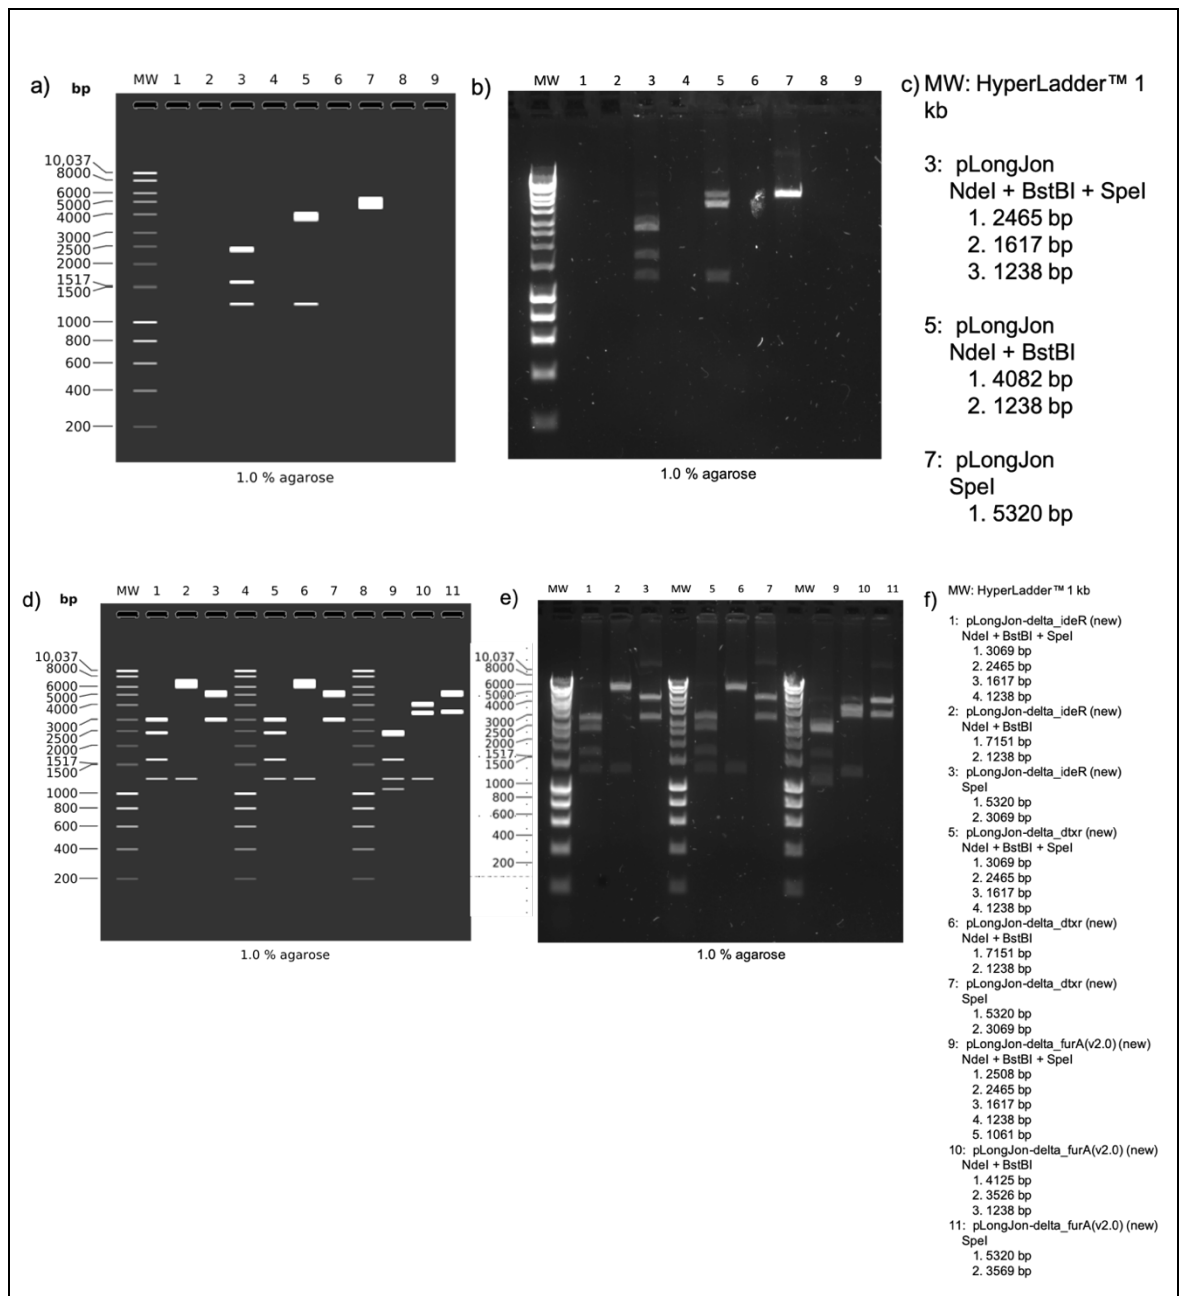 a)
bp
MW 1 2 3 4 5 6 7 8 9
10,037
8000
6000
5000
4000
3000
2500
2000
1517
1500
1000
800
600
400
200
1.0 % agarose
b)
MW 1 2 3 4 5 6 7 8 9
1.0 % agarose
c) MW: HyperLadder™ 1
kb
3: pLongJon
NdeI + BstBI + SpeI
1. 2465 bp
2. 1617 bp
3. 1238 bp
5: pLongJon
NdeI + BstBI
1. 4082 bp
2. 1238 bp
7: pLongJon
SpeI
1. 5320 bp
d)
bp
MW 1 2 3 4 5 6 7 8 9 10 11
10,037
8000
6000
5000
4000
3000
2500
2000
1517
1500
1000
800
600
400
200
1.0 % agarose
e)
MW 1 2 3 MW 5 6 7 MW 9 10 11
10,037
8000
6000
5000
4000
3000
2500
2000
1517
1500
1000
800
600
400
200
1.0 % agarose
f) MW: HyperLadder™ 1 kb
1: pLongJon-delta_ideR (new)
NdeI + BstBI + SpeI
1. 3069 bp
2. 2465 bp
3. 1617 bp
4. 1238 bp
2: pLongJon-delta_ideR (new)
NdeI + BstBI
1. 7151 bp
2. 1238 bp
3: pLongJon-delta_ideR (new)
SpeI
1. 5320 bp
2. 3069 bp
5: pLongJon-delta_dtxr (new)
NdeI + BstBI + SpeI
1. 3069 bp
2. 2465 bp
3. 1617 bp
4. 1238 bp
6: pLongJon-delta_dtxr (new)
NdeI + BstBI
1. 7151 bp
2. 1238 bp
7: pLongJon-delta_dtxr (new)
SpeI
1. 5320 bp
2. 3069 bp
9: pLongJon-delta_furA(v2.0) (new)
NdeI + BstBI + SpeI
1. 2508 bp
2. 2465 bp
3. 1617 bp
4. 1238 bp
5. 1061 bp
10: pLongJon-delta_furA(v2.0) (new)
NdeI + BstBI
1. 4125 bp
2. 3526 bp
3. 1238 bp
11: pLongJon-delta_furA(v2.0) (new)
SpeI
1. 5320 bp
2. 3569 bp